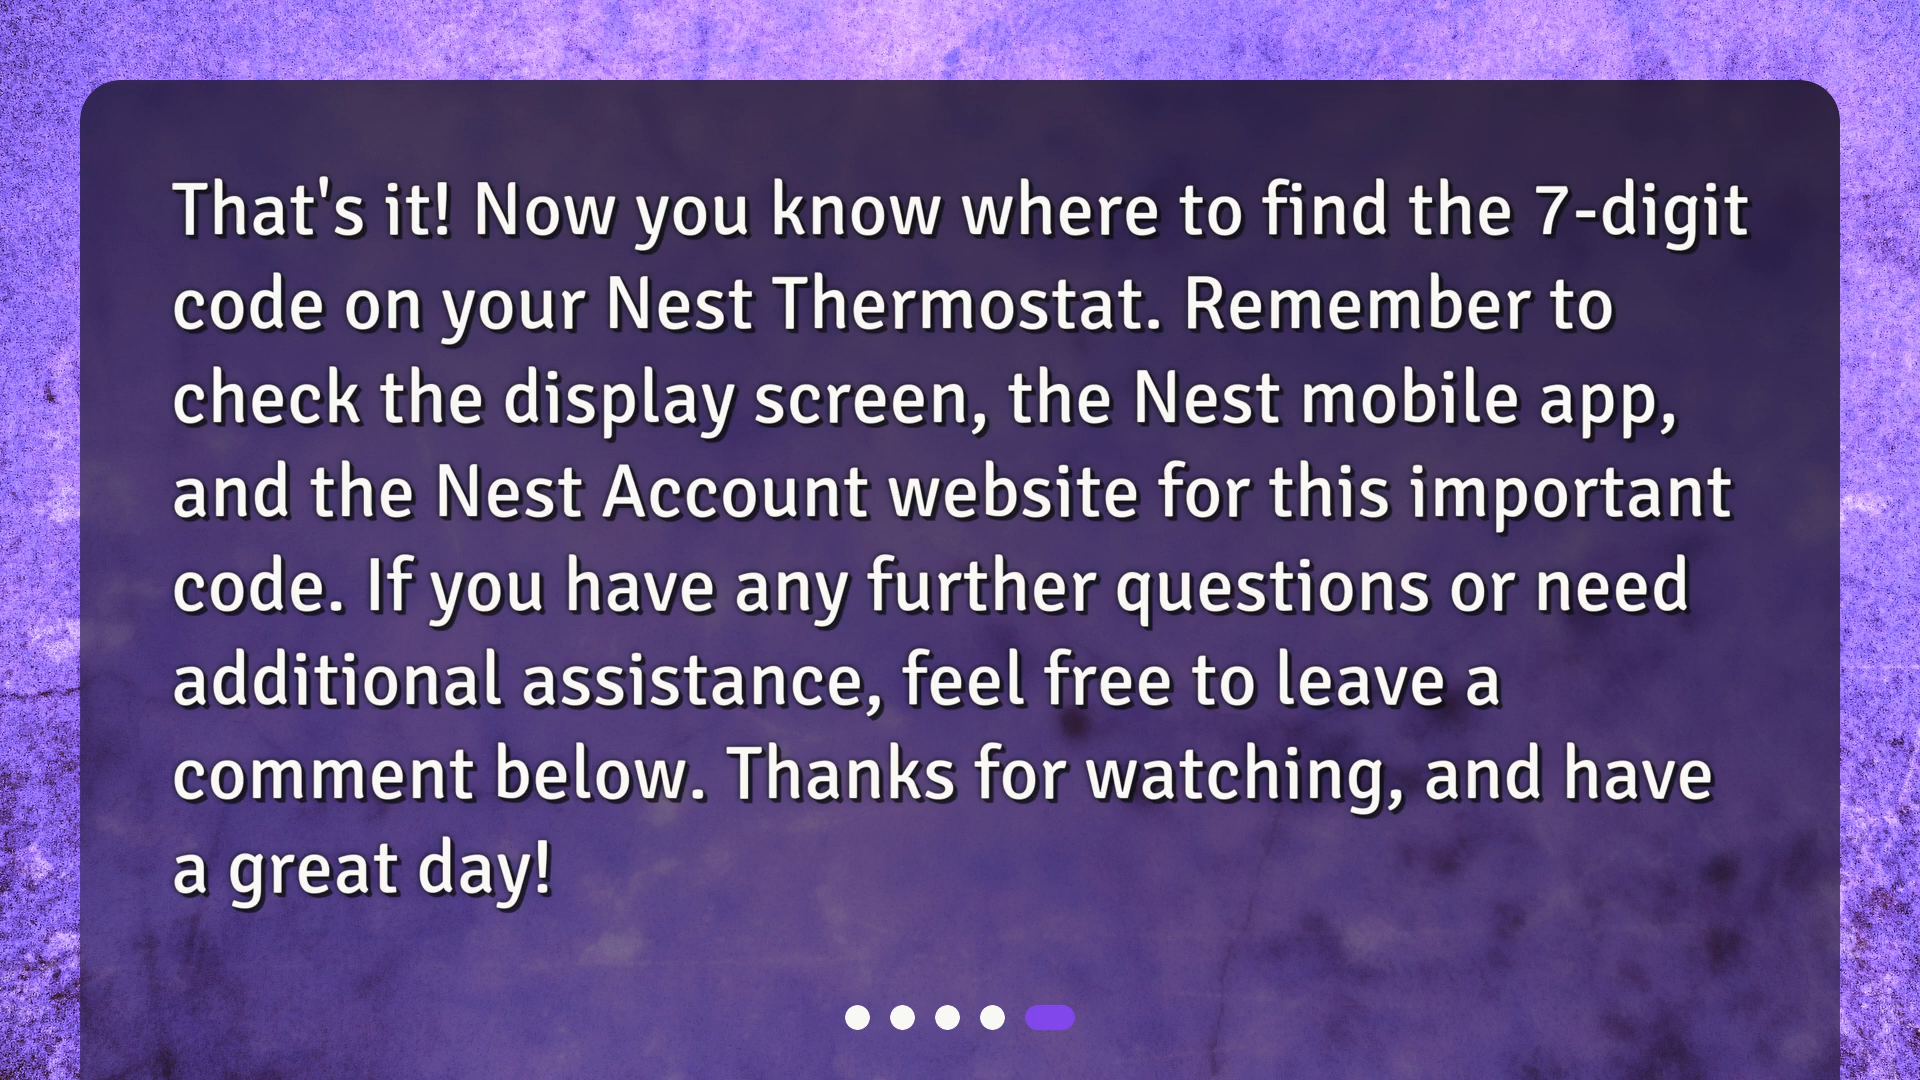 That's it! Now you know where to find the 7-digit
code on your Nest Thermostat. Remember to
check the display screen, the Nest mobile app,
and the Nest Account website for this important
code. If you have any further questions or need
additional assistance, feel free to leave a
comment below. Thanks for watching, and have
a great day!